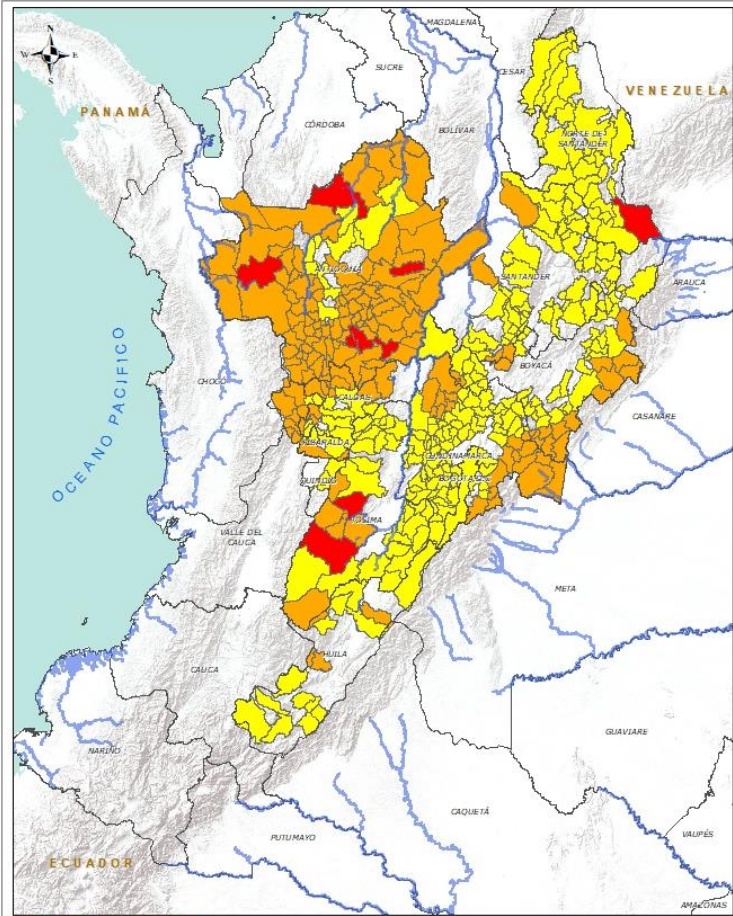 N
W
E
S
MAGDALENA
SUCRE
CESAR
VENEZUELA
PANAMÁ
CÓRDOBA
BOLÍVAR
NORTE DE
SANTANDER
ANTIOQUIA
SANTANDER
ARAUCA
CHOCÓ
BOYACÁ
OCEANO PACIFICO
CALDAS
CASANARE
RISARALDA
CUNDINAMARCA
QUINDIO
BOGOTÁ D.C.
TOLIMA
VALLE DEL
CAUCA
META
HUILA
CAUCA
GUAVIARE
NARIÑO
CAQUETÁ
PUTUMAYO
VAUPÉS
ECUADOR
AMAZONAS